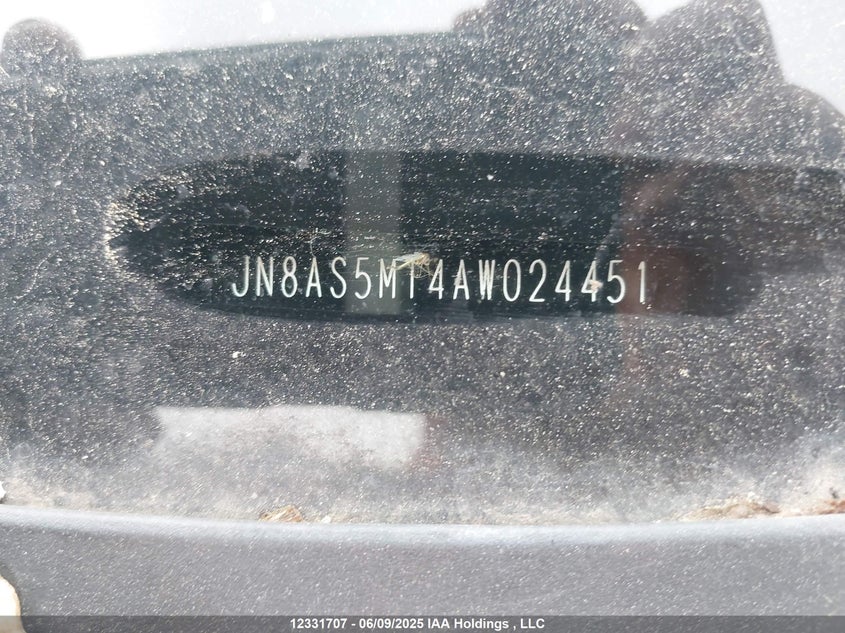 JN8AS5MT4AW024451
12331707 - 06/09/2025 IAA Holdings , LLC